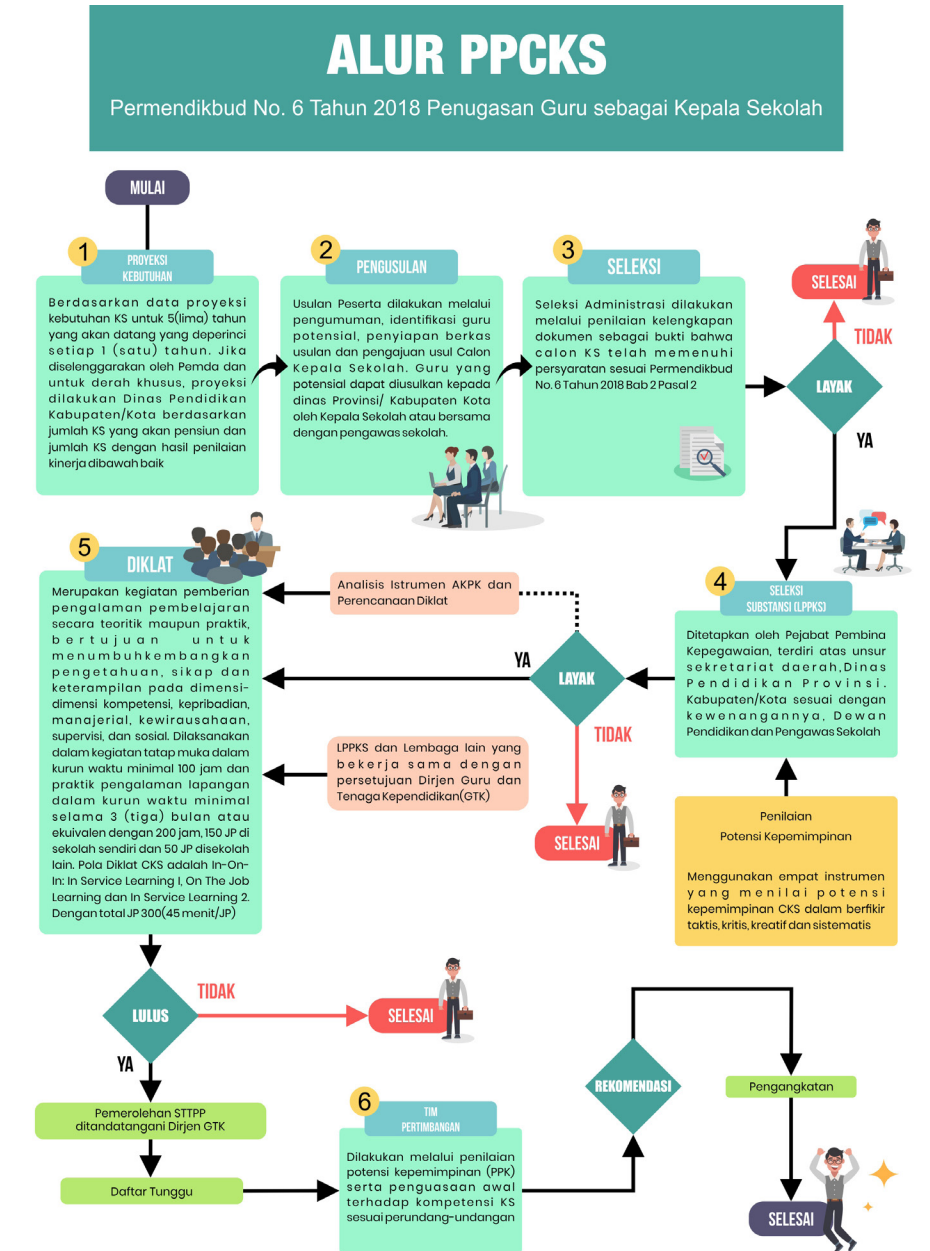 ALUR PPCKS
Permendikbud No. 6 Tahun 2018 Penugasan Guru sebagai Kepala Sekolah
MULAI
1
PROYEKSI
KEBUTUHAN
Berdasarkan data proyeksi
kebutuhan KS untuk 5(lima) tahun
yang akan datang yang deperinci
setiap 1 (satu) tahun. Jika
diselenggarakan oleh Pemda dan
untuk derah khusus, proyeksi
dilakukan Dinas Pendidikan
Kabupaten/Kota berdasarkan
jumlah KS yang akan pensiun dan
jumlah KS dengan hasil penilaian
kinerja dibawah baik
2
PENGUSULAN
Usulan Peserta dilakukan melalui
pengumuman, identifikasi guru
potensial, penyiapan berkas
usulan dan pengajuan usul Calon
Kepala Sekolah. Guru yang
potensial dapat diusulkan kepada
dinas Provinsi/ Kabupaten Kota
oleh Kepala Sekolah atau bersama
dengan pengawas sekolah.
3
SELEKSI
Seleksi Administrasi dilakukan
melalui penilaian kelengkapan
dokumen sebagai bukti bahwa
calon KS telah memenuhi
persyaratan sesuai Permendikbud
No. 6 Tahun 2018 Bab 2 Pasal 2
SELESAI
TIDAK
LAYAK
YA
4
SELEKSI
SUBSTANSI (LPPKS)
Ditetapkan oleh Pejabat Pembina
Kepegawaian, terdiri atas unsur
sekretariat daerah,Dinas
Pendidikan Provinsi.
Kabupaten/Kota sesuai dengan
kewenangannya, Dewan
Pendidikan dan Pengawas Sekolah
Penilaian
Potensi Kepemimpinan
Menggunakan empat instrumen
yang menilai potensi
kepemimpinan CKS dalam berfikir
taktis, kritis, kreatif dan sistematis
LAYAK
YA
TIDAK
SELESAI
Analisis Istrumen AKPK dan
Perencanaan Diklat
LPPKS dan Lembaga lain yang
bekerja sama dengan
persetujuan Dirjen Guru dan
Tenaga Kependidikan(GTK)
5
DIKLAT
Merupakan kegiatan pemberian
pengalaman pembelajaran
secara teoritik maupun praktik,
bertujuan untuk
menumbuhkembangkan
pengetahuan, sikap dan
keterampilan pada dimensi-
dimensi kompetensi, kepribadian,
manajerial, kewirausahaan,
supervisi, dan sosial. Dilaksanakan
dalam kegiatan tatap muka dalam
kurun waktu minimal 100 jam dan
praktik pengalaman lapangan
dalam kurun waktu minimal
selama 3 (tiga) bulan atau
ekuivalen dengan 200 jam, 150 JP di
sekolah sendiri dan 50 JP disekolah
lain. Pola Diklat CKS adalah In-On-
In: In Service Learning I, On The Job
Learning dan In Service Learning 2.
Dengan total JP 300(45 menit/JP)
LULUS
TIDAK
SELESAI
YA
Pemerolehan STTPP
ditandatangani Dirjen GTK
Daftar Tunggu
6
TIM
PERTIMBANGAN
Dilakukan melalui penilaian
potensi kepemimpinan (PPK)
serta penguasaan awal
terhadap kompetensi KS
sesuai perundang-undangan
REKOMENDASI
Pengangkatan
SELESAI